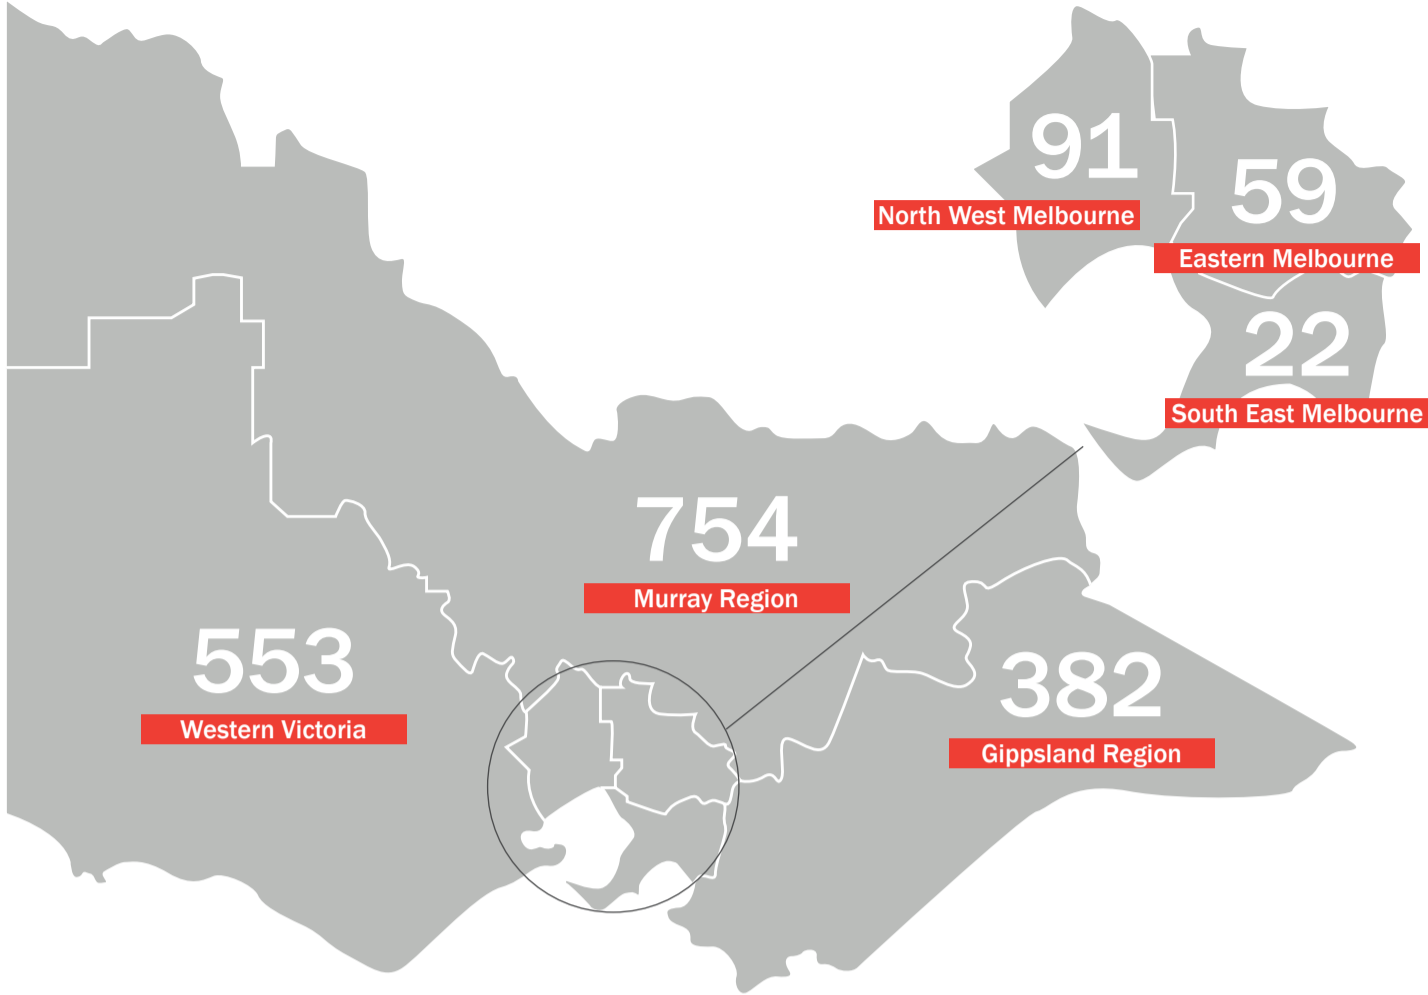 91
North West Melbourne
59
Eastern Melbourne
22
South East Melbourne
754
Murray Region
553
Western Victoria
382
Gippsland Region